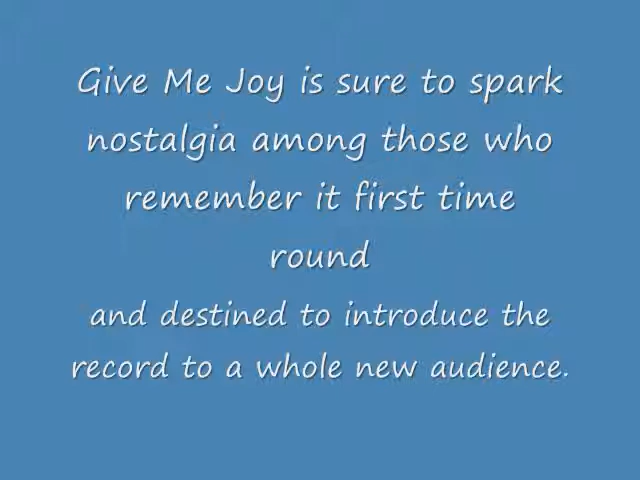 Give Me Joy is sure to spark
nostalgia among those who
remember it first time
round
and destined to introduce the
record to a whole new audience.